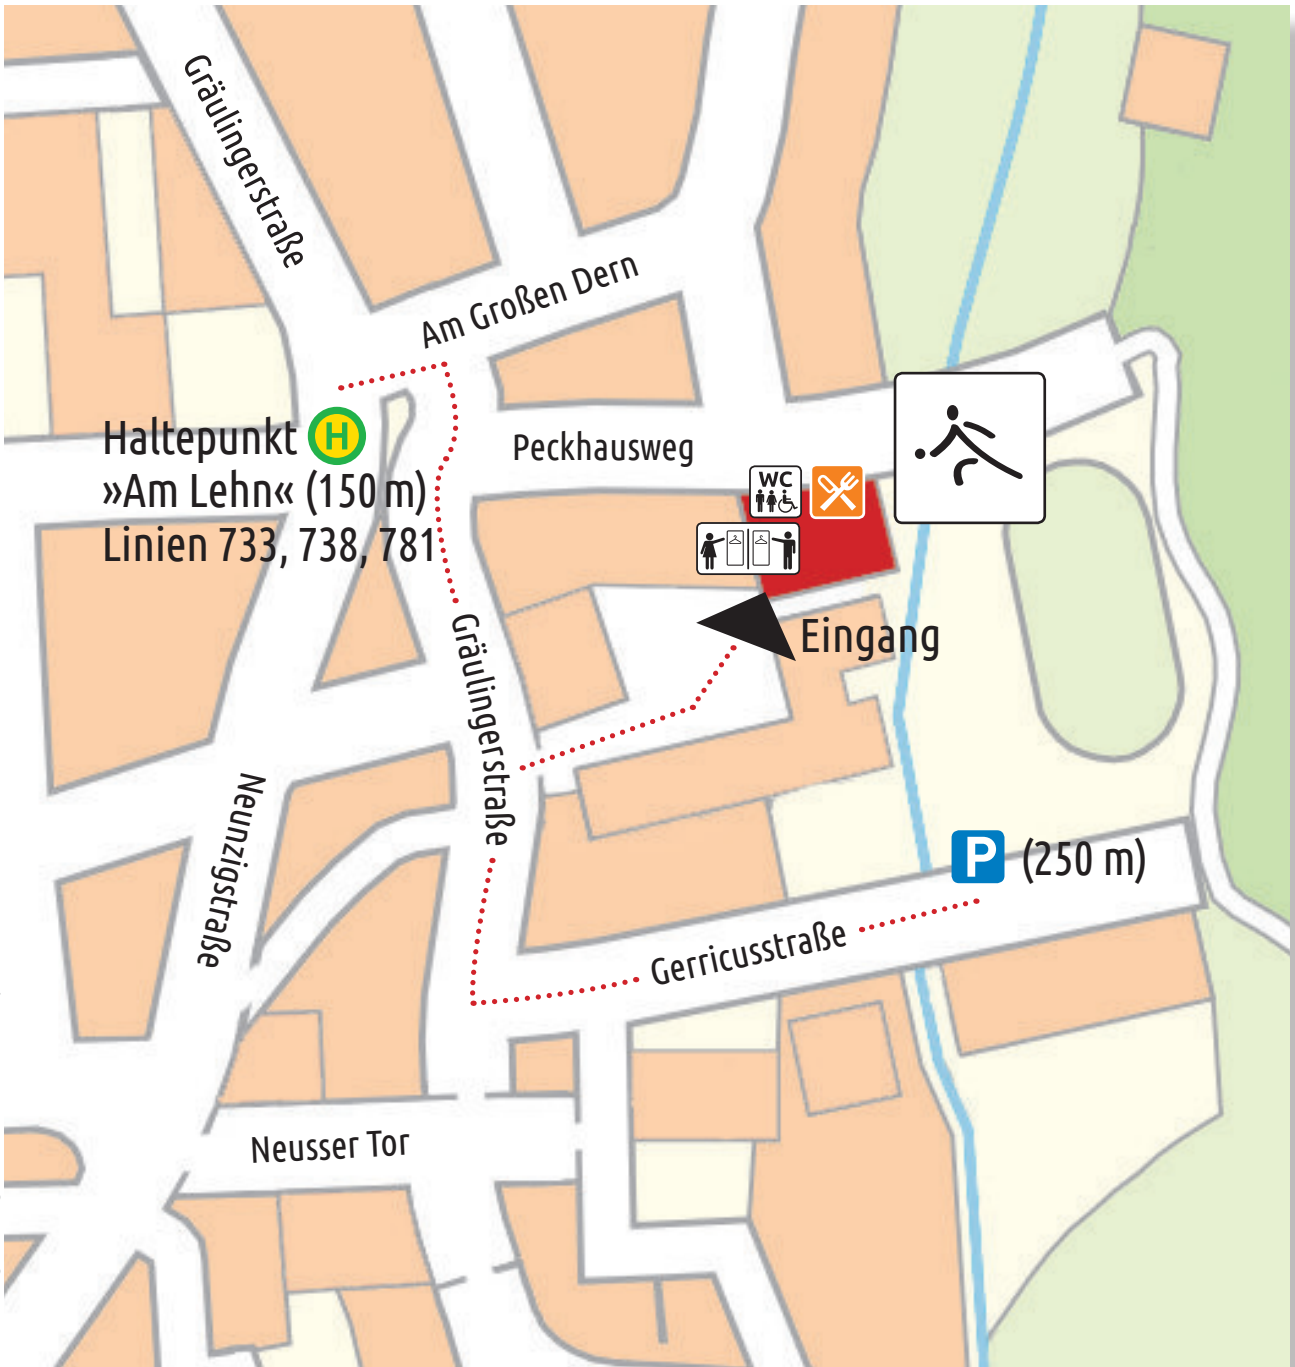 Gräulingerstraße
Am Großen Dern
Haltepunkt H
»Am Lehn« (150 m)
Linien 733, 738, 781
Peckhausweg
WC
Eingang
Gräulingerstraße
Neunzigstraße
P (250 m)
Gerricusstraße
Neusser Tor